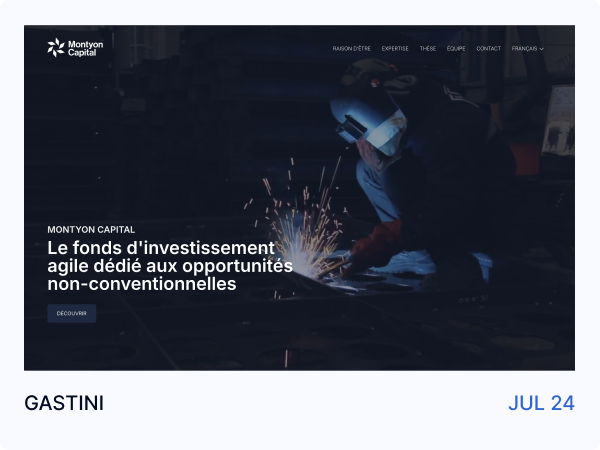 Montyon
Capital
RAISON D'ÊTRE EXPERTISE THÈSE ÉQUIPE CONTACT FRANÇAIS
MONTYON CAPITAL
Le fonds d'investissement
agile dédié aux opportunités
non-conventionnelles
DÉCOUVRIR
GASTINI JUL 24